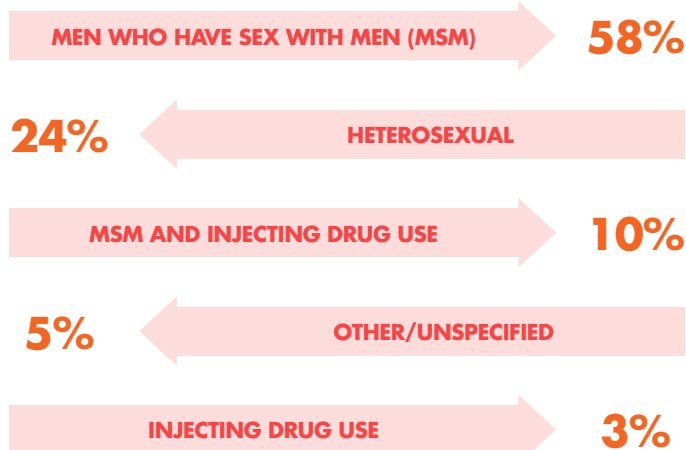 MEN WHO HAVE SEX WITH MEN (MSM) 58%
24% HETEROSEXUAL
MSM AND INJECTING DRUG USE 10%
5% OTHER/UNSPECIFIED
INJECTING DRUG USE 3%